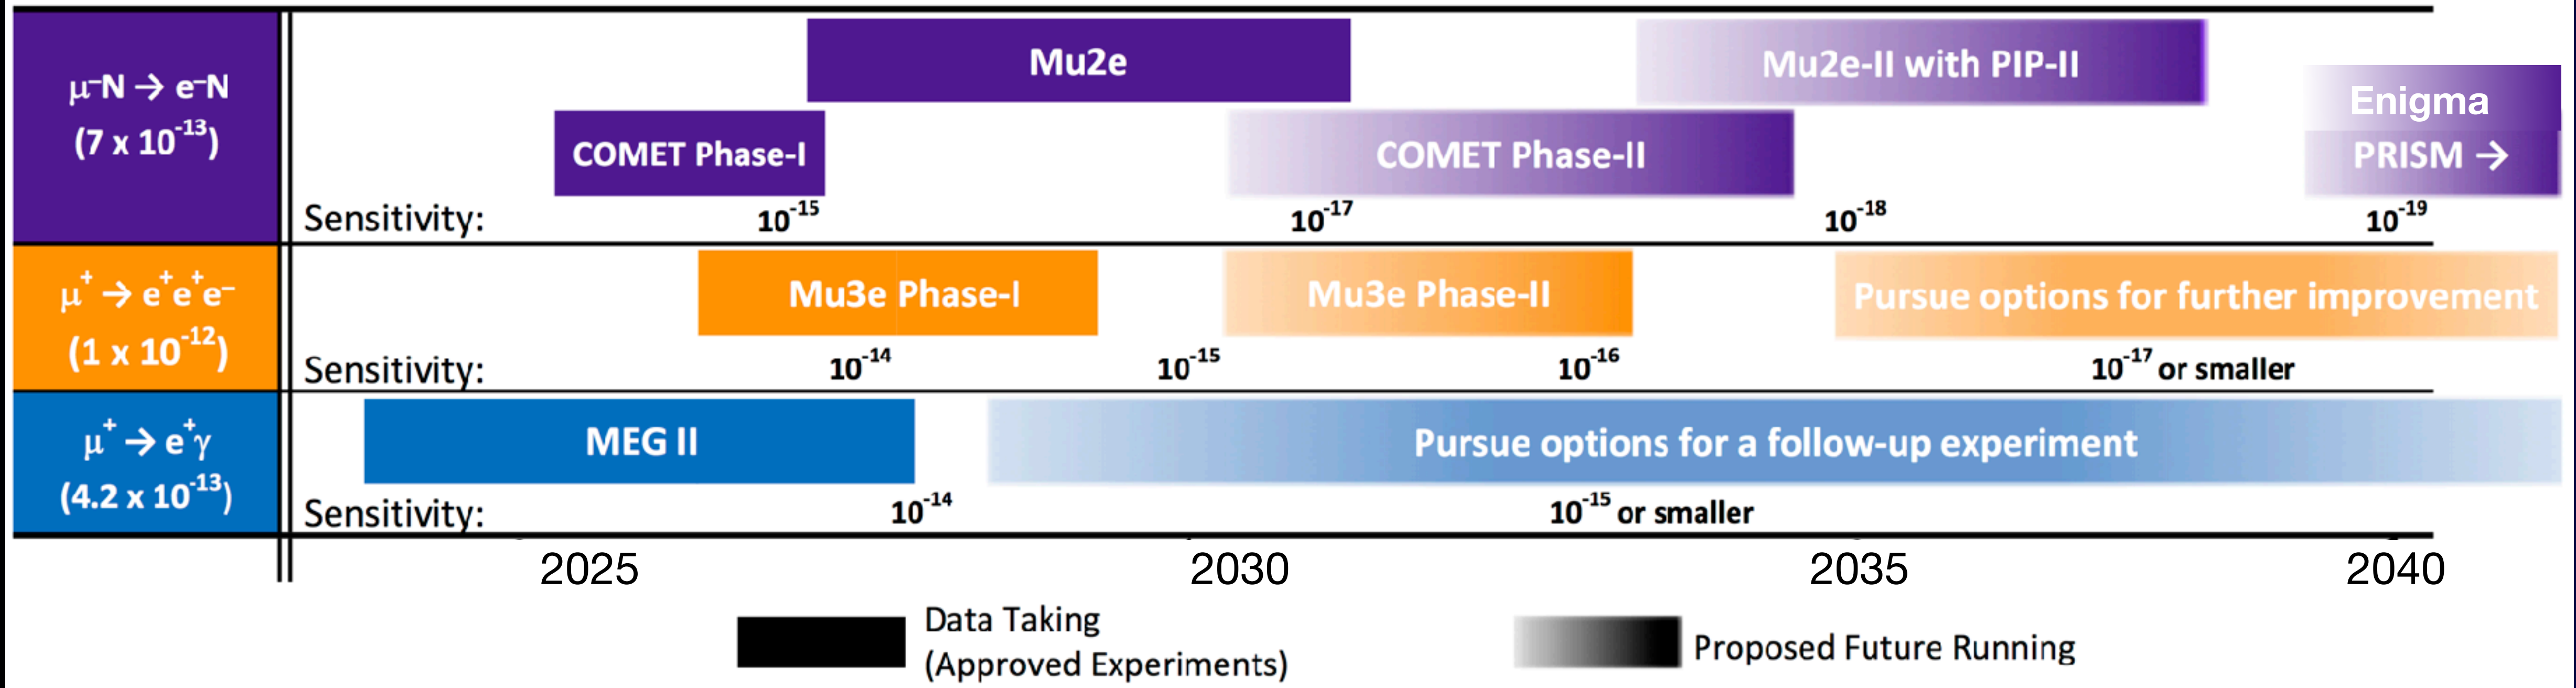 μ⁻N → e⁻N
(7 x 10⁻¹³)
Mu2e
Mu2e-II with PIP-II
Enigma
COMET Phase-I
COMET Phase-II
PRISM →
Sensitivity: 10⁻¹⁵ 10⁻¹⁷ 10⁻¹⁸ 10⁻¹⁹
μ⁺ → e⁺e⁺e⁻
(1 x 10⁻¹²)
Mu3e Phase-I
Mu3e Phase-II
Pursue options for further improvement
Sensitivity: 10⁻¹⁴ 10⁻¹⁵ 10⁻¹⁶ 10⁻¹⁷ or smaller
μ⁺ → e⁺γ
(4.2 x 10⁻¹³)
MEG II
Pursue options for a follow-up experiment
Sensitivity: 10⁻¹⁴ 10⁻¹⁵ or smaller
2025 2030 2035 2040
Data Taking
(Approved Experiments)
Proposed Future Running